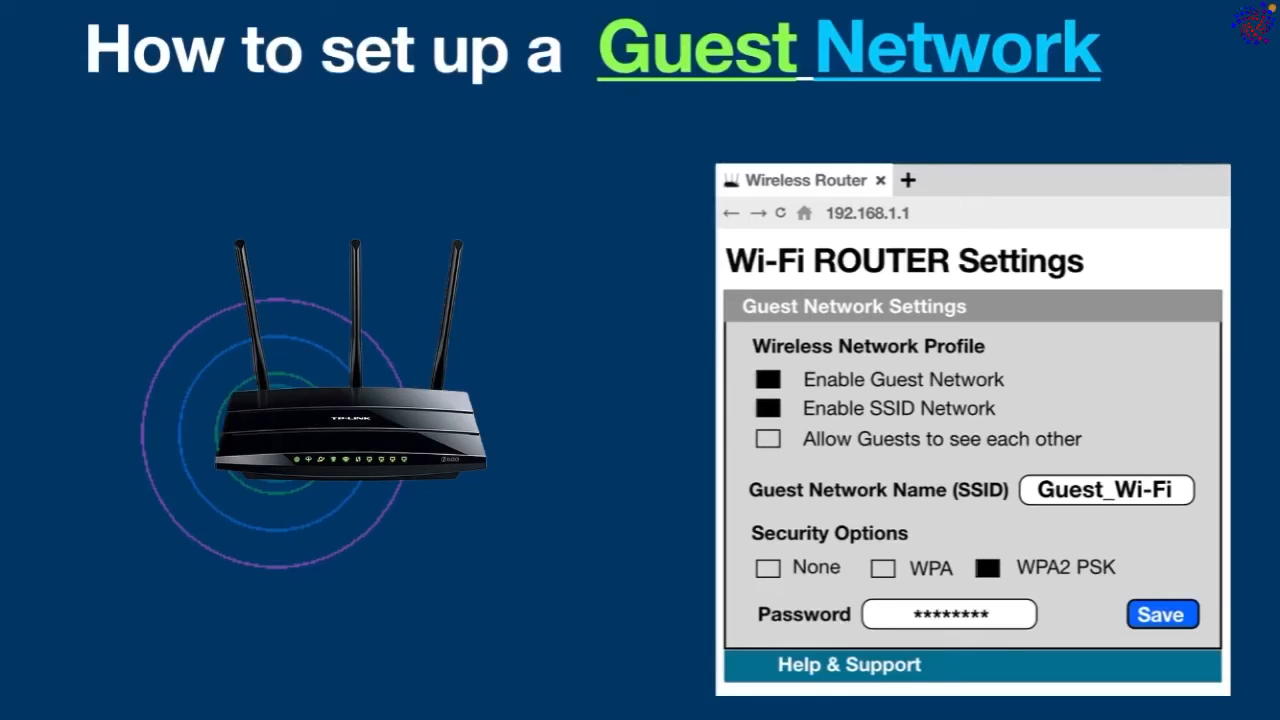 How to set up a Guest Network
Wireless Router × +
192.168.1.1
Wi-Fi ROUTER Settings
Guest Network Settings
Wireless Network Profile
Enable Guest Network
Enable SSID Network
Allow Guests to see each other
Guest Network Name (SSID) Guest_Wi-Fi
Security Options
None WPA WPA2 PSK
Password ******** Save
Help & Support
TP-LINK